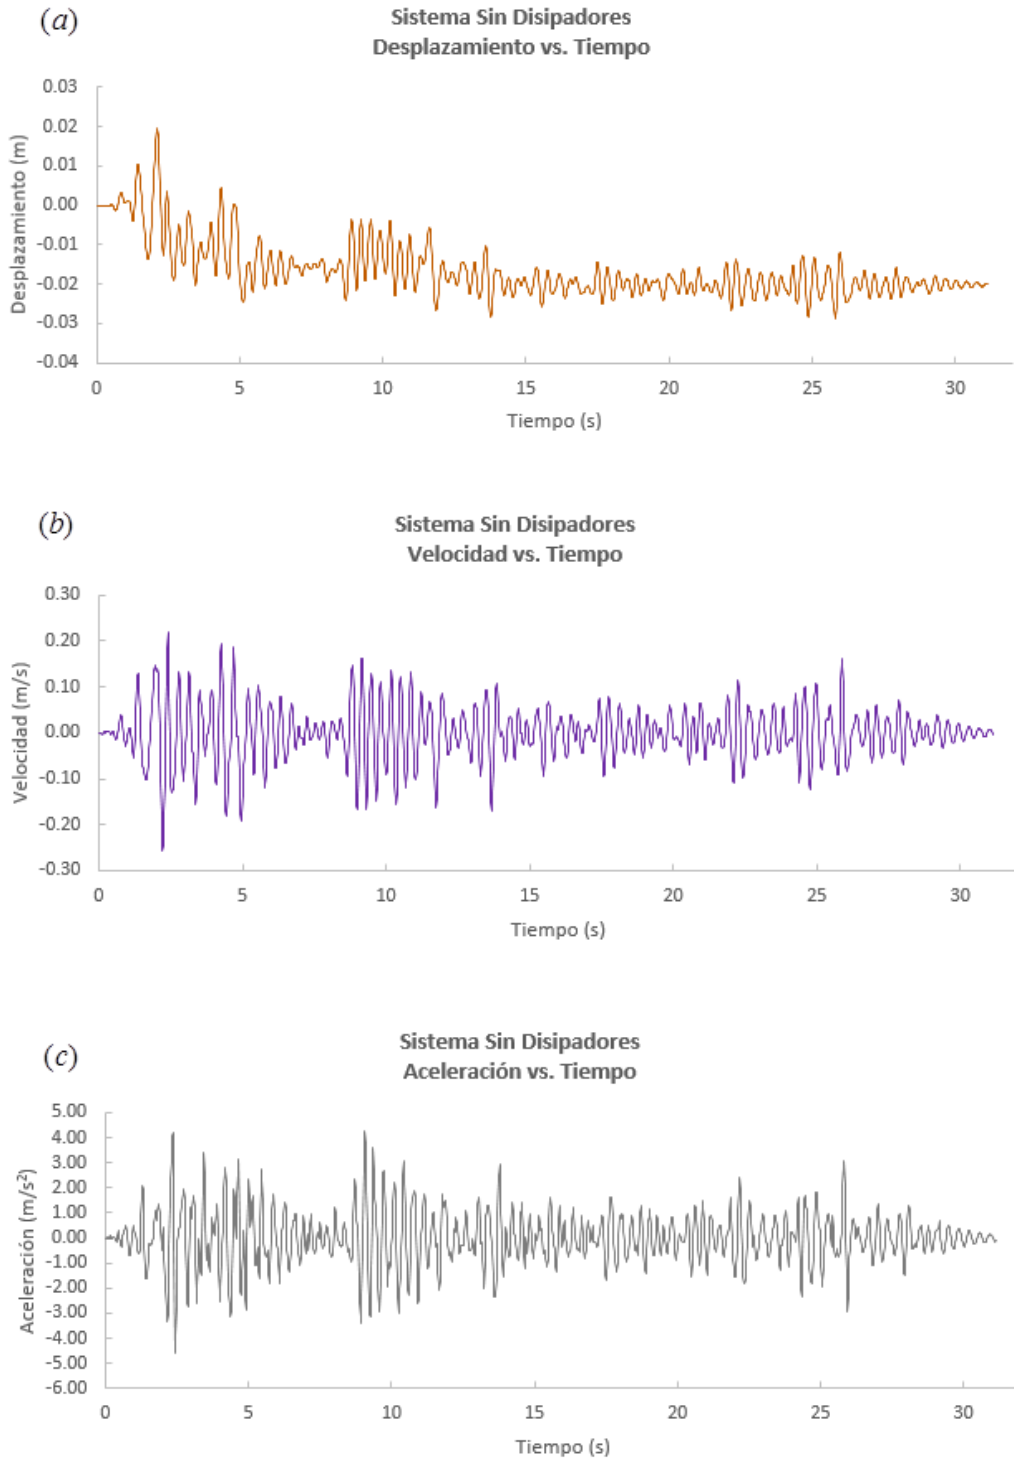 (a)
Sistema Sin Disipadores
Desplazamiento vs. Tiempo
Desplazamiento (m)
0.03
0.02
0.01
0.00
-0.01
-0.02
-0.03
-0.04
0 5 10 15 20 25 30
Tiempo (s)
(b)
Sistema Sin Disipadores
Velocidad vs. Tiempo
Velocidad (m/s)
0.30
0.20
0.10
0.00
-0.10
-0.20
-0.30
0 5 10 15 20 25 30
Tiempo (s)
(c)
Sistema Sin Disipadores
Aceleración vs. Tiempo
Aceleración (m/s²)
5.00
4.00
3.00
2.00
1.00
0.00
-1.00
-2.00
-3.00
-4.00
-5.00
-6.00
0 5 10 15 20 25 30
Tiempo (s)